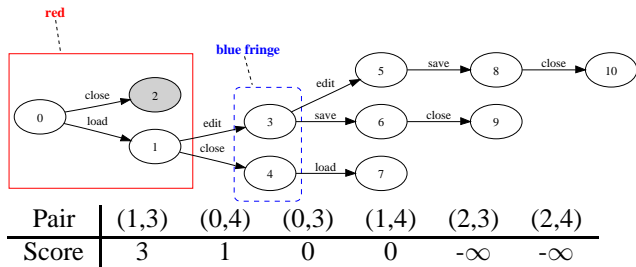 red
blue fringe
5 save 8 close 10
edit
close 2
0 load edit 3 save 6 close 9
1 close
4 load 7
Pair (1,3) (0,4) (0,3) (1,4) (2,3) (2,4)
Score 3 1 0 0 -∞ -∞